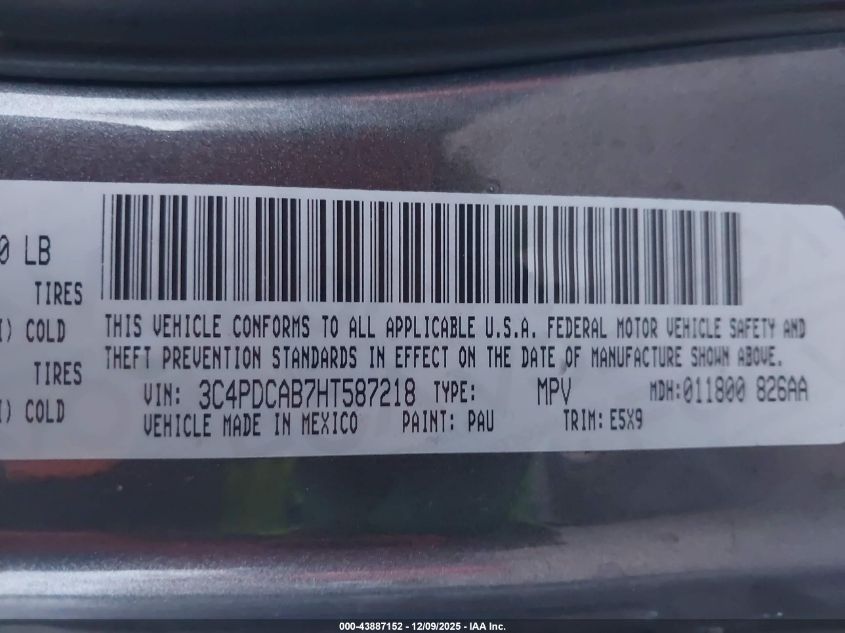 0 LB
TIRES
I) COLD
TIRES
I) COLD
THIS VEHICLE CONFORMS TO ALL APPLICABLE U.S.A. FEDERAL MOTOR VEHICLE SAFETY AND
THEFT PREVENTION STANDARDS IN EFFECT ON THE DATE OF MANUFACTURE SHOWN ABOVE.
VIN: 3C4PDCAB7HT587218 TYPE: MPV MDH:011800 826AA
VEHICLE MADE IN MEXICO PAINT: PAU TRIM: E5X9
000-43887152 - 12/09/2025 - IAA Inc.